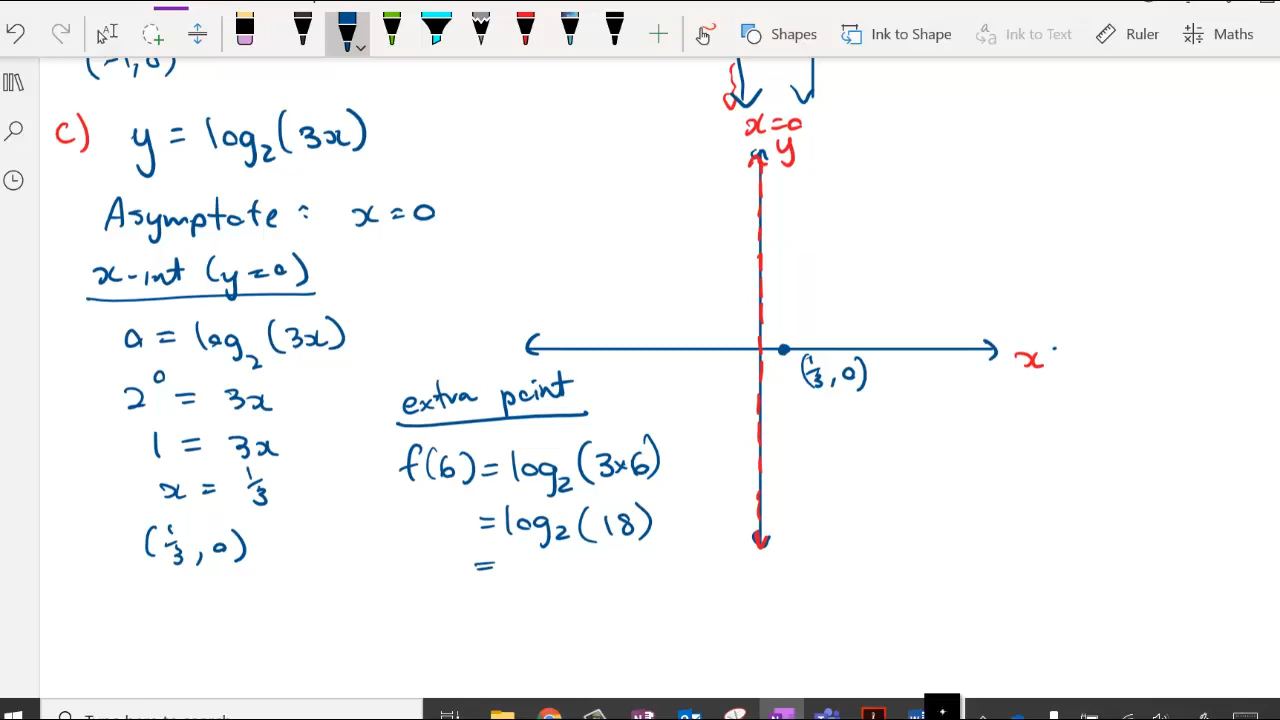 Shapes Ink to Shape Ink to Text Ruler Maths
(-1, 0)
c) y = log₂(3x)
Asymptote : x = 0
x-int (y=0)
0 = log₂(3x)
2⁰ = 3x
1 = 3x
x = 1/3
(1/3, 0)
extra point
f(6) = log₂(3×6)
= log₂(18)
=
x=0
y
x
(1/3, 0)